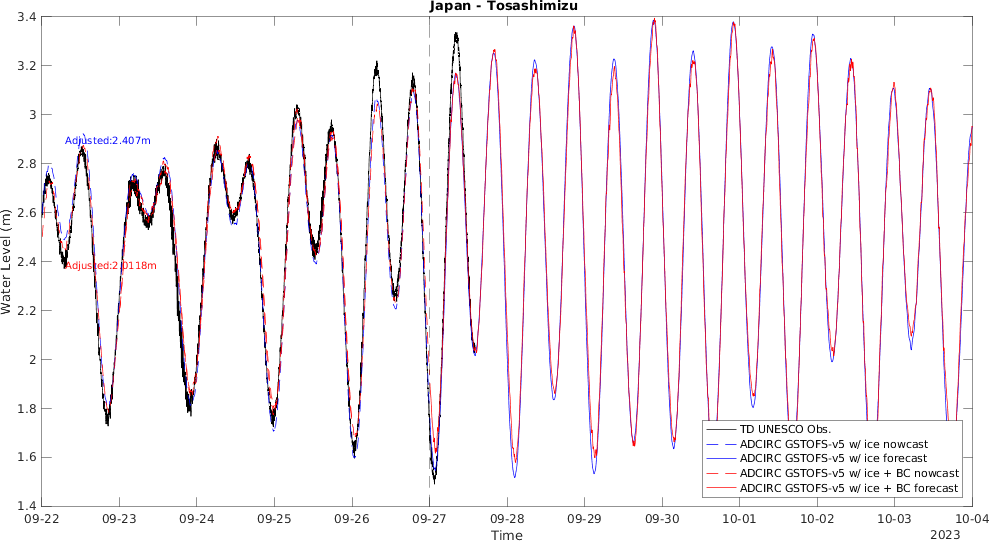 Japan - Tosashimizu
3.4
3.2
3
2.8
2.6
2.4
2.2
2
1.8
1.6
1.4
Water Level (m)
Adjusted:2.407m
Adjusted:2.0118m
TD UNESCO Obs.
ADCIRC GSTOFS-v5 w/ ice nowcast
ADCIRC GSTOFS-v5 w/ ice forecast
ADCIRC GSTOFS-v5 w/ ice + BC nowcast
ADCIRC GSTOFS-v5 w/ ice + BC forecast
09-22 09-23 09-24 09-25 09-26 09-27 09-28 09-29 09-30 10-01 10-02 10-03 10-04
Time
2023